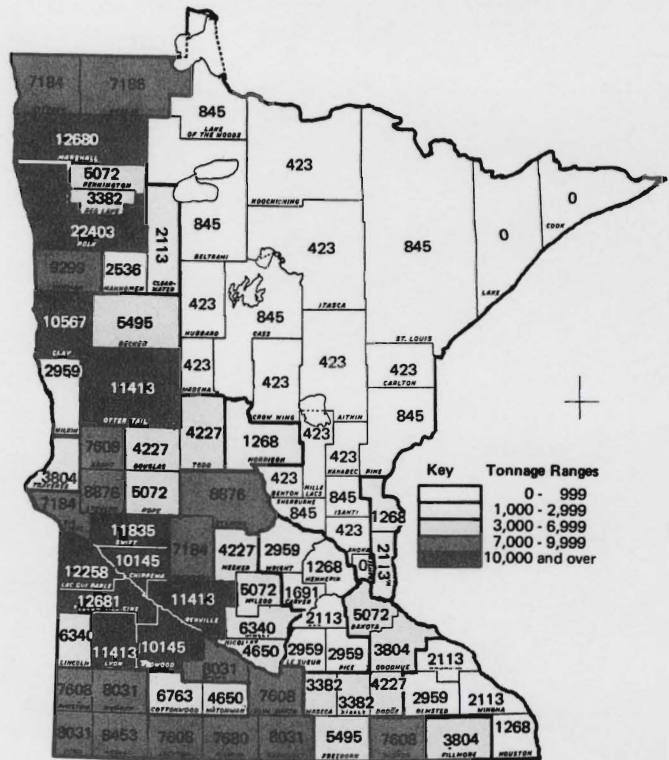 7184 7188
845
LAKE
OF THE WOODS
12680
MARSHALL
423
KOOCHICHING
5072
PENNINGTON
3382
RED LAKE
22403
POLK
2113
CLEAR-
WATER
845
BELTRAMI
845
ST. LOUIS
0
LAKE
0
COOK
423
ITASCA
9299
2536
MAHNOMEN
423
HUBBARD
845
CASS
10567
CLAY
5495
BECKER
423
WADENA
423
CROW WING
423
AITKIN
423
CARLTON
2959
WILKIN
11413
OTTER TAIL
845
PINE
4227
TODD
1268
MORRISON
423
MILLE
LACS
423
KANABEC
7608
GRANT
4227
DOUGLAS
3804
TRAVERSE
8876
5072
POPE
8876
423
BENTON
SHERBURNE
845
845
ISANTI
1268
7184
11835
SWIFT
423
ANOKA
2113
7184
4227
MEEKER
2959
WRIGHT
1268
HENNEPIN
0
10145
CHIPPEWA
12258
LAC QUI PARLE
12681
11413
RENVILLE
5072
McLEOD
1691
CARVER
2113
5072
DAKOTA
6340
LINCOLN
11413
LYON
10145
REDWOOD
6340
4650
NICOLLET
2959
LE SUEUR
2959
RICE
3804
GOODHUE
2113
8031
7608
8031
6763
COTTONWOOD
4650
WATONWAN
7608
3382
WASECA
3382
STEELE
4227
DODGE
2959
OLMSTED
2113
WINONA
8031
8453
7608
7680
8031
5495
FREEBORN
7608
3804
FILLMORE
1268
HOUSTON
Key Tonnage Ranges
0 - 999
1,000 - 2,999
3,000 - 6,999
7,000 - 9,999
10,000 and over